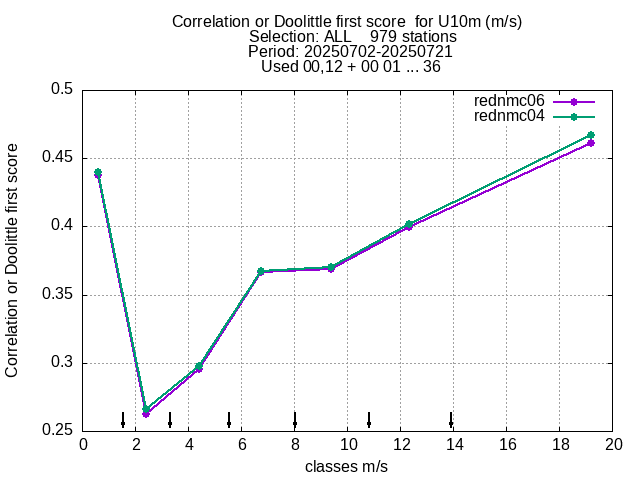 Correlation or Doolittle first score  for U10m (m/s)
Selection: ALL    979 stations
Period: 20250702-20250721
Used 00,12 + 00 01 ... 36
rednmc06
rednmc04
0.5
0.45
0.4
0.35
0.3
0.25
Correlation or Doolittle first score
0 2 4 6 8 10 12 14 16 18 20
classes m/s